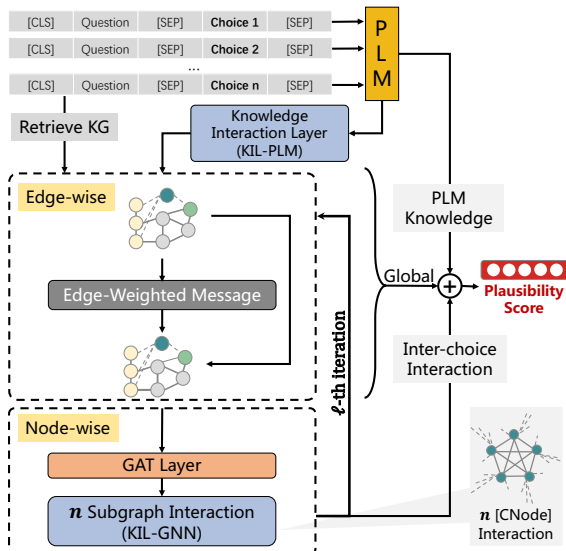 [CLS] Question [SEP] Choice 1 [SEP]
[CLS] Question [SEP] Choice 2 [SEP]
...
[CLS] Question [SEP] Choice n [SEP]
P
L
M
Retrieve KG
Knowledge
Interaction Layer
(KIL-PLM)
Edge-wise
Edge-Weighted Message
PLM
Knowledge
Global
+
Plausibility
Score
Inter-choice
Interaction
ℓ-th iteration
Node-wise
GAT Layer
n Subgraph Interaction
(KIL-GNN)
n [CNode]
Interaction